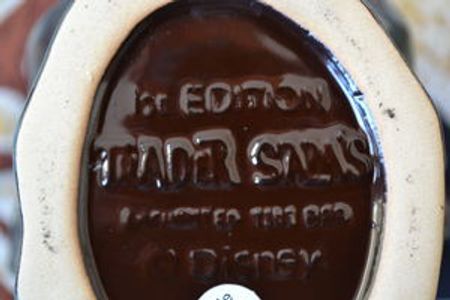 1st EDITION
TRADER SAM'S
ENCHANTED TIKI BAR
© Disney